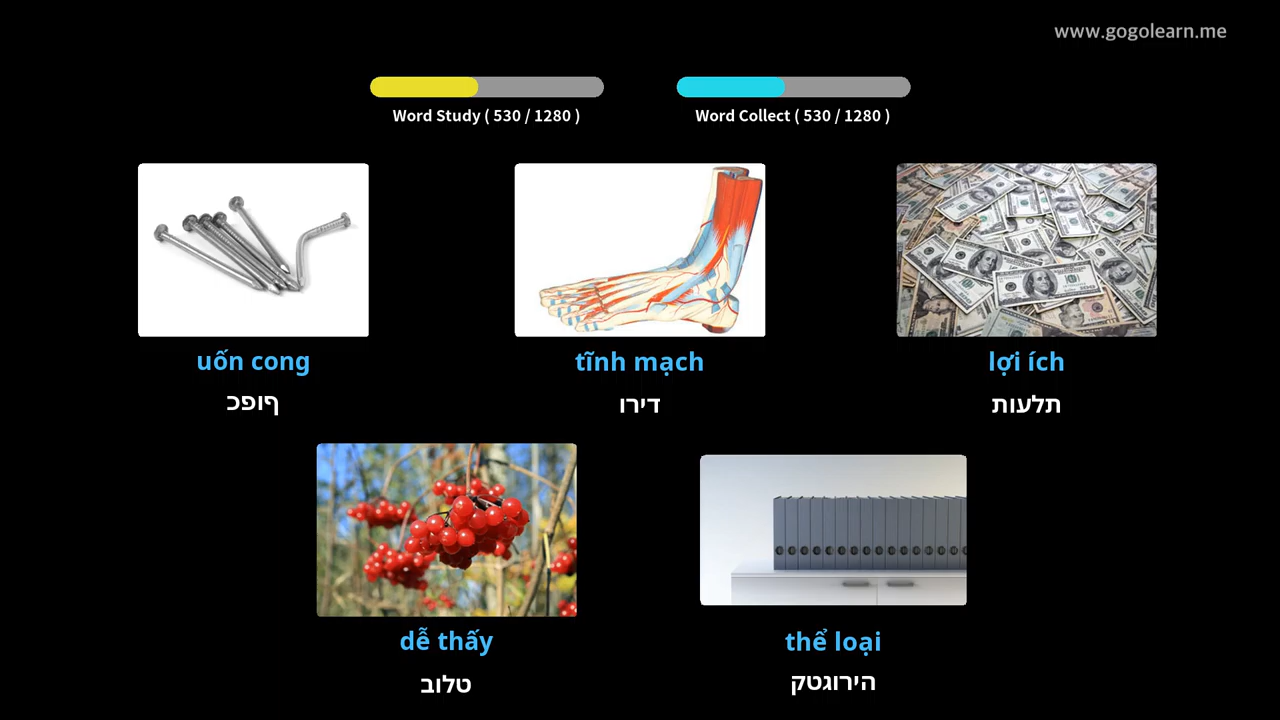 www.gogolearn.me
Word Study ( 530 / 1280 )
Word Collect ( 530 / 1280 )
uốn cong
ףופכ
tĩnh mạch
דירו
lợi ích
תלעות
dễ thấy
טלוב
thể loại
הירוגטק